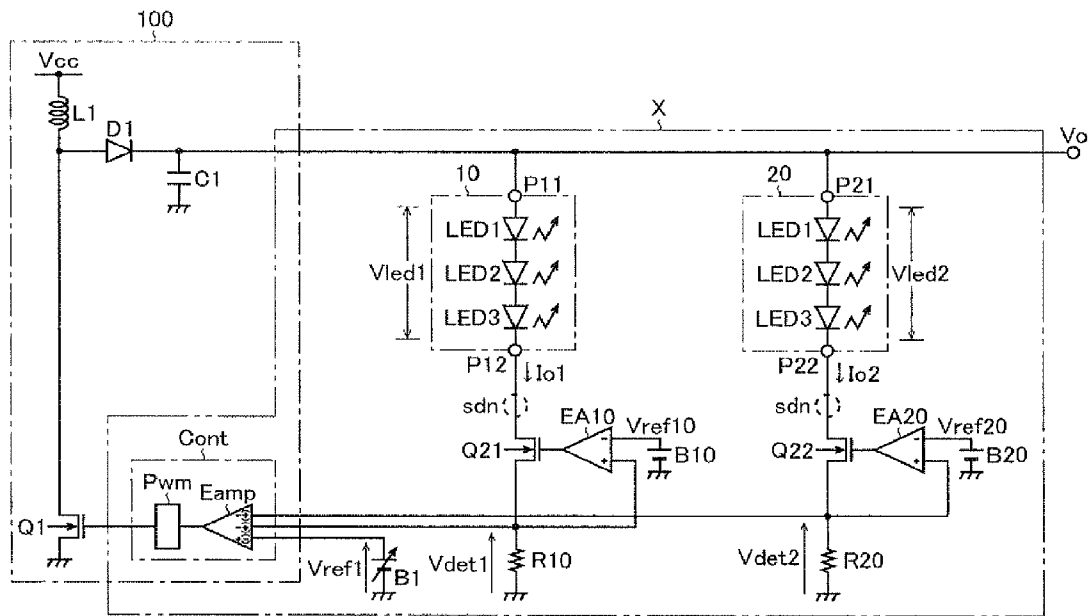 100
Vcc
L1
D1
C1
X
Vo
10
P11
LED1
LED2
LED3
Vled1
P12
Io1
sdn
EA10
Vref10
Q21
B10
20
P21
LED1
LED2
LED3
Vled2
P22
Io2
sdn
EA20
Vref20
Q22
B20
Cont
Pwm
Eamp
Q1
Vref1
B1
Vdet1
R10
Vdet2
R20